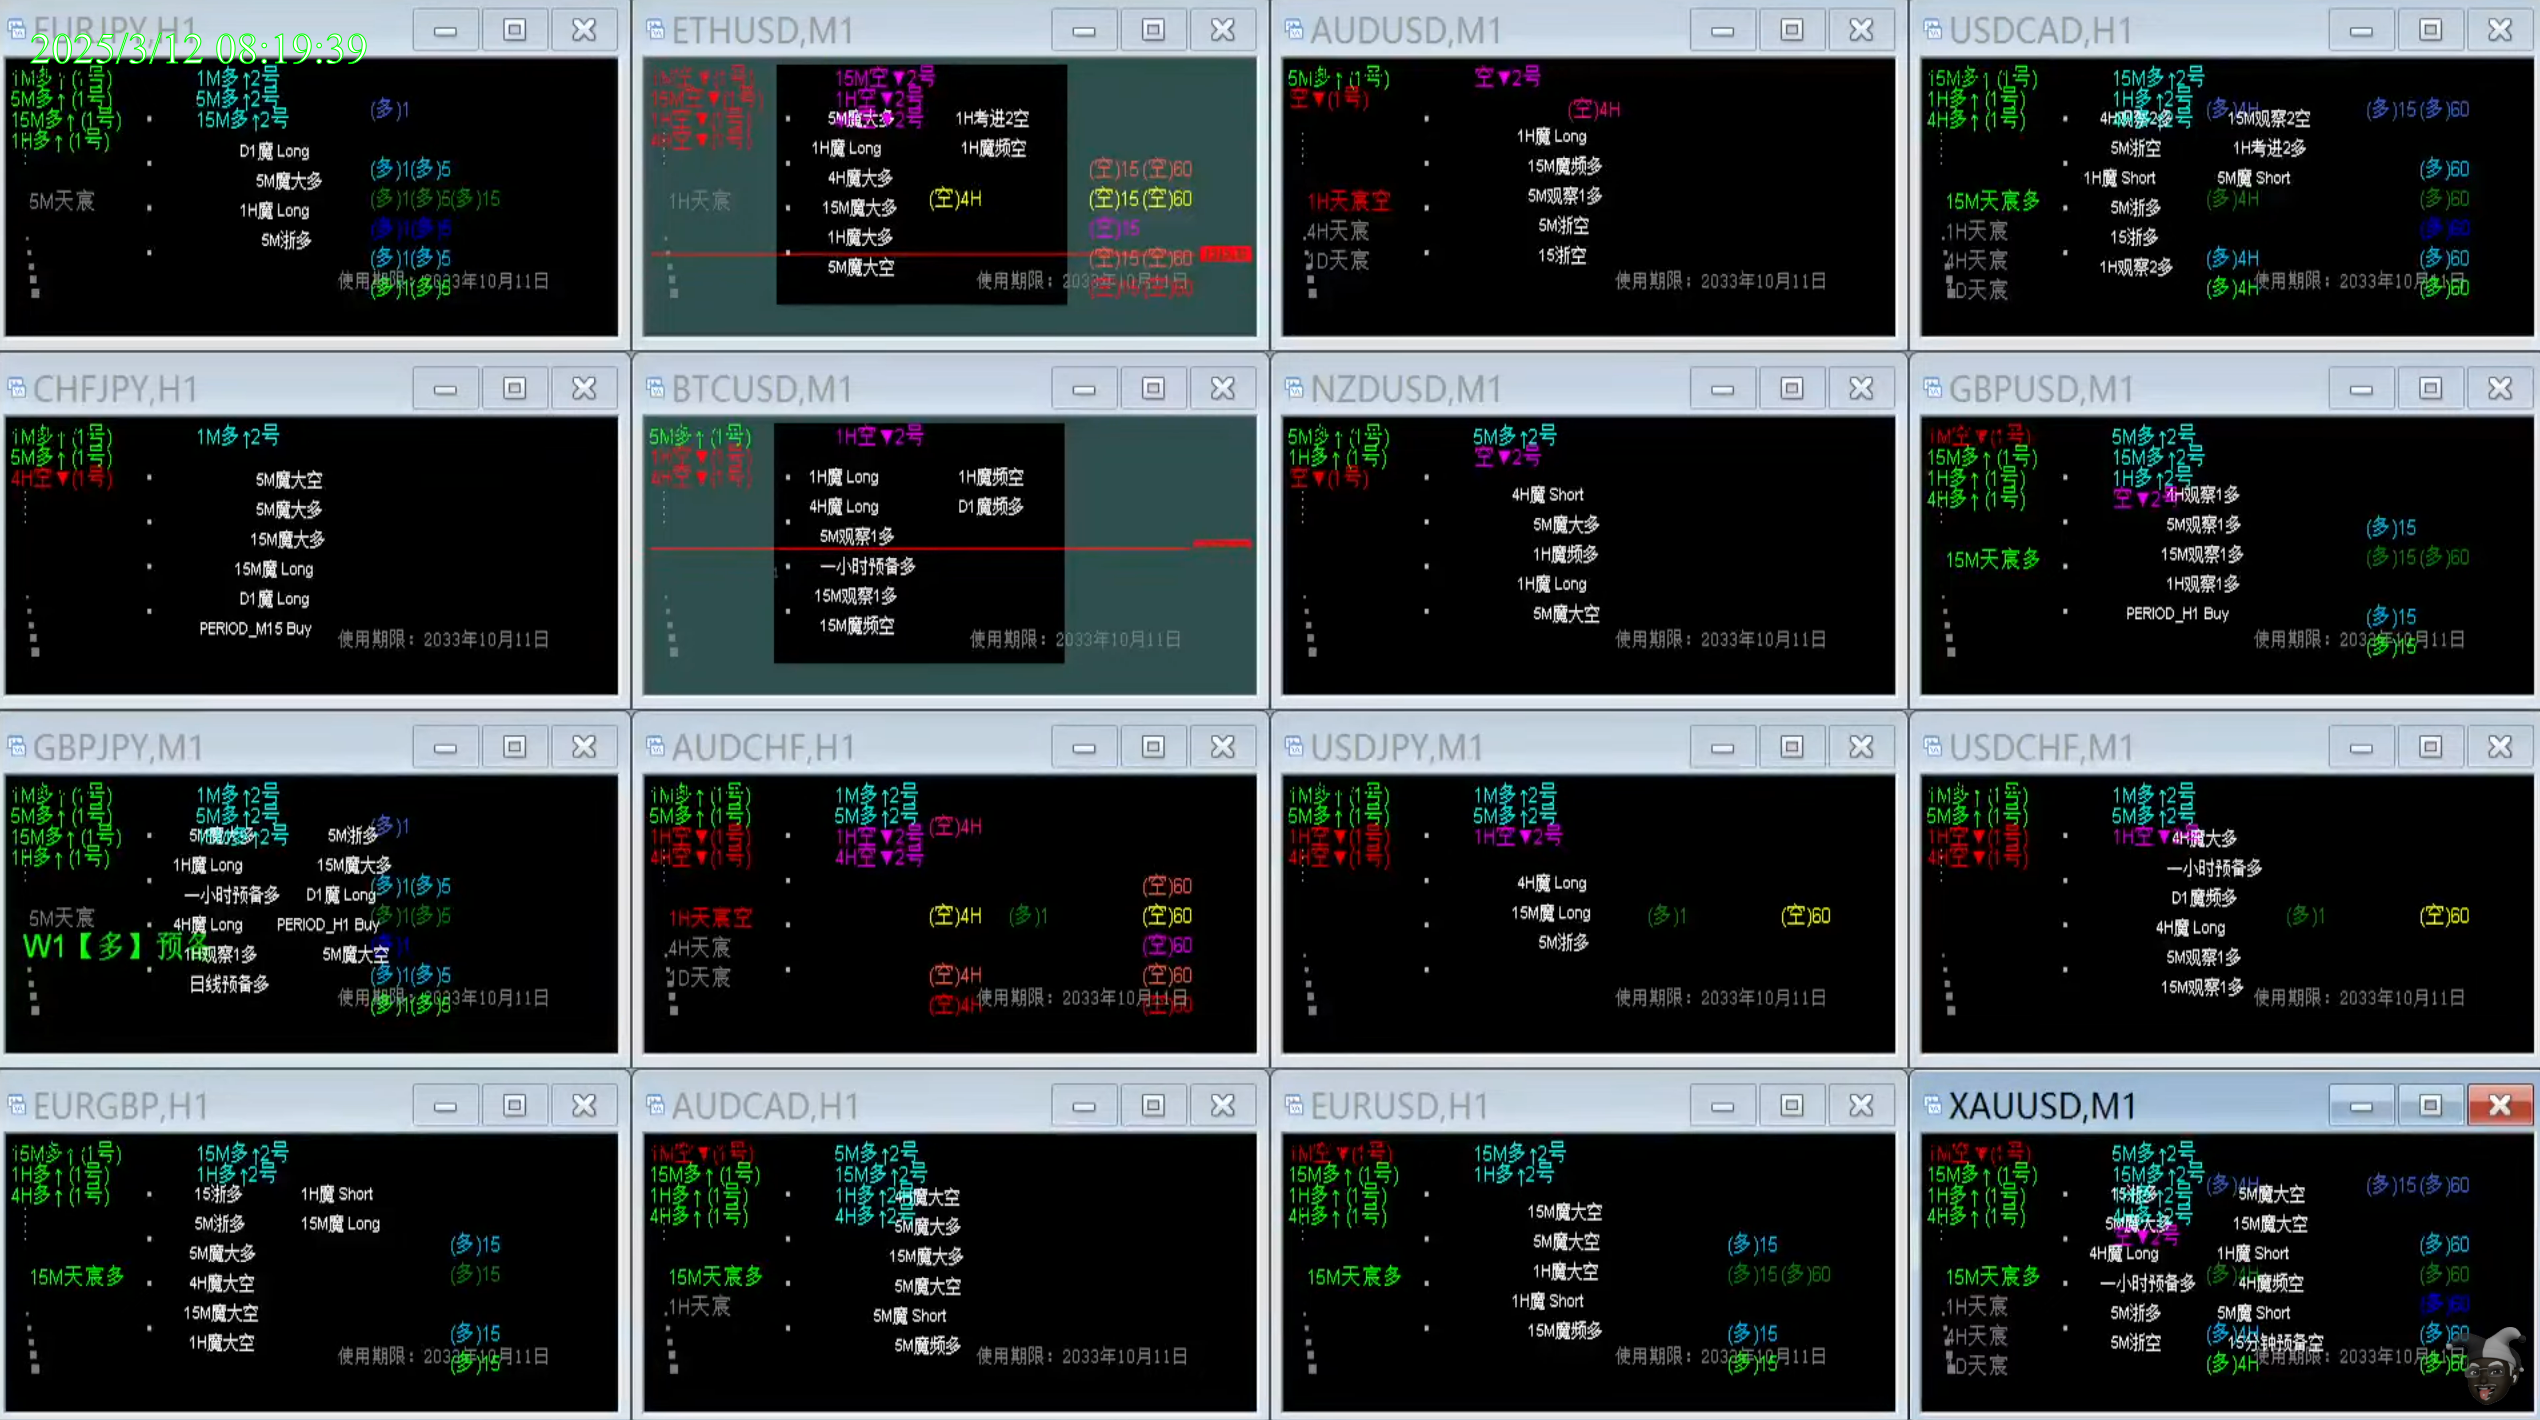 EURJPY,H1
2025/3/12 08:19:39
1M多↑(1号) 1M多↑2号
5M多↑(1号) 5M多↑2号 (多)1
15M多↑(1号) 15M多↑2号
1H多↑(1号)
D1魔 Long
5M魔大多 (多)1(多)5
5M天宸 1H魔 Long (多)1(多)5(多)15
5M浙多 (多)1(多)5
(多)1(多)5
使用期限：2033年10月11日
(多)1(多)5
ETHUSD,M1
15M空▼2号
15M空▼(1号) 1H空▼2号
5M魔大多 1H考进2空
1H魔 Long 1H魔频空
4H魔大多 (空)15(空)60
1H天宸 15M魔大多 (空)4H (空)15(空)60
1H魔大多 (空)15
5M魔大空 (空)15(空)60
使用期限：2033年10月11日
AUDUSD,M1
5M多↑(1号) 空▼2号
空▼(1号) (空)4H
1H魔 Long
15M魔频多
1H天宸空 5M观察1多
4H天宸 5M浙空
1D天宸 15浙空
使用期限：2033年10月11日
USDCAD,H1
15M多↑(1号) 15M多↑2号
1H多↑(1号) 1H多↑2号 (多)4H (多)15(多)60
4H多↑(1号) 4H观察2多 15M观察2空
5M浙空 1H考进2多
1H魔 Short 5M魔 Short (多)60
15M天宸多 5M浙多 (多)4H (多)60
1H天宸 15浙多 (多)60
4H天宸 1H观察2多 (多)4H (多)60
1D天宸 (多)4H 使用期限：2033年10月11日 (多)60
CHFJPY,H1
1M多↑(1号) 1M多↑2号
5M多↑(1号)
4H空▼(1号)
5M魔大空
5M魔大多
15M魔大多
15M魔 Long
D1魔 Long
PERIOD_M15 Buy
使用期限：2033年10月11日
BTCUSD,M1
5M多↑(1号) 1H空▼2号
1H空▼(1号)
4H空▼(1号)
1H魔 Long 1H魔频空
4H魔 Long D1魔频多
5M观察1多
一小时预备多
15M观察1多
15M魔频空
使用期限：2033年10月11日
NZDUSD,M1
5M多↑(1号) 5M多↑2号
1H多↑(1号) 空▼2号
空▼(1号)
4H魔 Short
5M魔大多
1H魔频多
1H魔 Long
5M魔大空
使用期限：2033年10月11日
GBPUSD,M1
1M空▼(1号) 5M多↑2号
15M多↑(1号) 15M多↑2号
1H多↑(1号) 1H多↑2号
4H多↑(1号) 空▼2号 4H观察1多
5M观察1多 (多)15
15M天宸多 15M观察1多 (多)15(多)60
1H观察1多
PERIOD_H1 Buy (多)15
使用期限：2033年10月11日
(多)15
GBPJPY,M1
1M多↑(1号) 1M多↑2号
5M多↑(1号) 5M多↑2号 (多)1
15M多↑(1号) 15M多↑2号 5M魔大多 5M浙多
1H多↑(1号) 1H魔 Long 15M魔大多
一小时预备多 D1魔 Long (多)1(多)5
5M天宸 4H魔 Long PERIOD_H1 Buy (多)1(多)5
W1【多】预备 1H观察1多 5M魔大空 (多)1
日线预备多 (多)1(多)5
使用期限：2033年10月11日
(多)1(多)5
AUDCHF,H1
1M多↑(1号) 1M多↑2号
5M多↑(1号) 5M多↑2号 (空)4H
1H空▼(1号) 1H空▼2号
4H空▼(1号) 4H空▼2号
(空)60
1H天宸空 (空)4H (多)1 (空)60
4H天宸 (空)60
1D天宸 (空)4H (空)60
(空)4H 使用期限：2033年10月11日 (空)60
USDJPY,M1
1M多↑(1号) 1M多↑2号
5M多↑(1号) 5M多↑2号
1H空▼(1号) 1H空▼2号
4H空▼(1号)
4H魔 Long
15M魔 Long (多)1 (空)60
5M浙多
使用期限：2033年10月11日
USDCHF,M1
1M多↑(1号) 1M多↑2号
5M多↑(1号) 5M多↑2号
1H空▼(1号) 1H空▼2号 4H魔大多
4H空▼(1号) 一小时预备多
D1魔频多
4H魔 Long (多)1 (空)60
5M观察1多
15M观察1多
使用期限：2033年10月11日
EURGBP,H1
15M多↑(1号) 15M多↑2号
1H多↑(1号) 1H多↑2号
4H多↑(1号) 15浙多 1H魔 Short
5M浙多 15M魔 Long
5M魔大多 (多)15
15M天宸多 4H魔大空 (多)15
15M魔大空
1H魔大空 (多)15
使用期限：2033年10月11日
(多)15
AUDCAD,H1
1M空▼(1号) 5M多↑2号
15M多↑(1号) 15M多↑2号
1H多↑(1号) 1H多↑2号 4H魔大空
4H多↑(1号) 4H多↑2号
5M魔大多
15M魔大多
15M天宸多 5M魔大空
1H天宸 5M魔 Short
5M魔频多
使用期限：2033年10月11日
EURUSD,H1
1M空▼(1号) 15M多↑2号
15M多↑(1号) 1H多↑2号
1H多↑(1号)
4H多↑(1号) 15M魔大空
5M魔大空 (多)15
15M天宸多 1H魔大空 (多)15(多)60
1H魔 Short
15M魔频多 (多)15
使用期限：2033年10月11日
(多)15
XAUUSD,M1
1M空▼(1号) 5M多↑2号
15M多↑(1号) 15M多↑2号 (多)4H (多)15(多)60
1H多↑(1号) 15浙多 5M魔大空
4H多↑(1号) 5M魔大多 15M魔大空
空▼2号 (多)60
4H魔 Long 1H魔 Short
15M天宸多 一小时预备多 (多)4H 4H魔频空 (多)60
1H天宸 5M浙多 5M魔 Short (多)60
4H天宸 5M浙空 (多)4H 15分钟预备空 (多)60
1D天宸 (多)4H 使用期限：2033年10月11日 (多)60